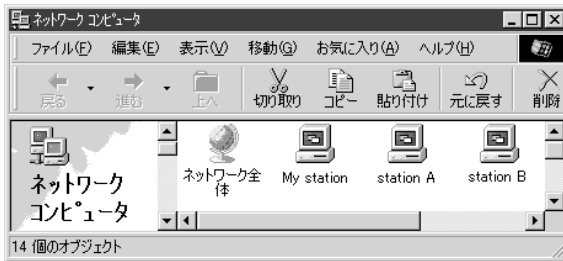 ネットワーク コンピュータ
ファイル(F) 編集(E) 表示(V) 移動(G) お気に入り(A) ヘルプ(H)
戻る 進む 上へ 切り取り コピー 貼り付け 元に戻す 削除
ネットワーク
コンピュータ
ネットワーク全
体
My station
station A
station B
14 個のオブジェクト